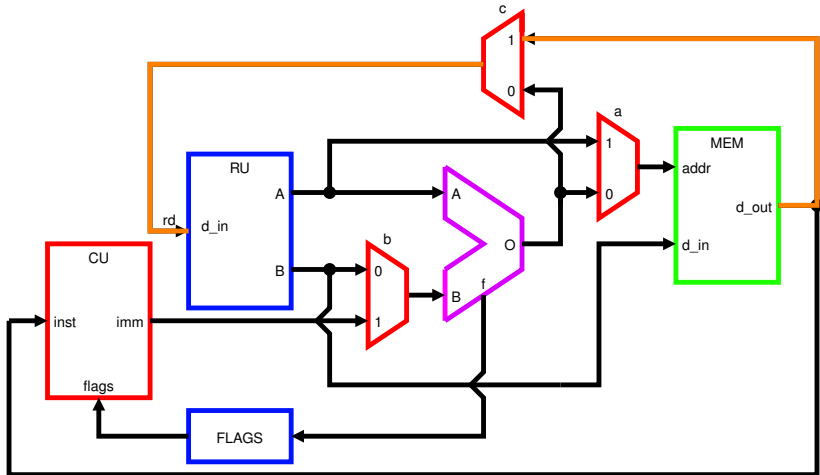 c
1
0
a
1
0
MEM
addr
d_out
d_in
RU
A
rd
d_in
B
A
O
B
f
b
0
1
CU
inst
imm
flags
FLAGS